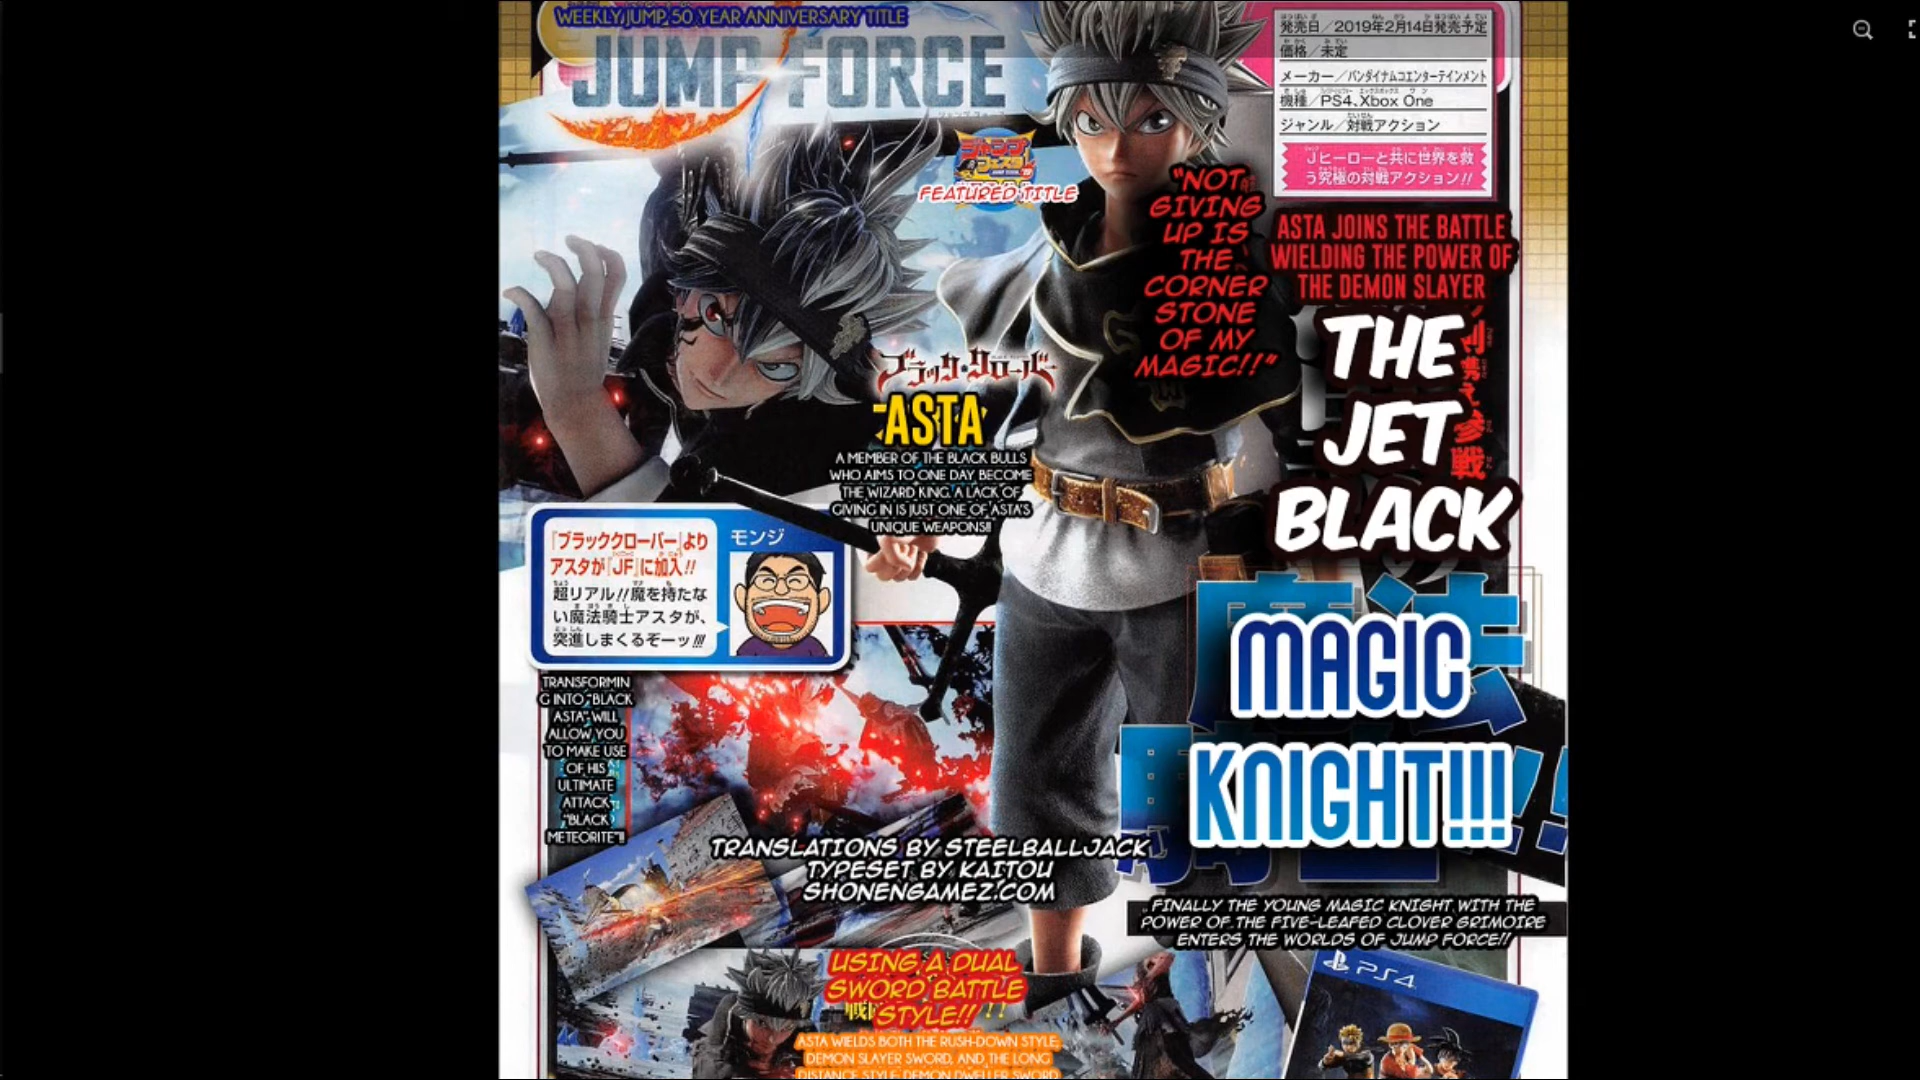 WEEKLY JUMP 50 YEAR ANNIVERSARY TITLE
JUMP FORCE
ジャンプ
フェスタ
FEATURED TITLE
発売日/2019年2月14日発売予定
価格/未定
メーカー/バンダイナムコエンターテインメント
機種/PS4、Xbox One
ジャンル/対戦アクション
Jヒーローと共に世界を救
う究極の対戦アクション!!
"NOT
GIVING
UP IS
THE
CORNER
STONE
OF MY
MAGIC!!"
ASTA JOINS THE BATTLE
WIELDING THE POWER OF
THE DEMON SLAYER
THE
JET
BLACK
参戦
MAGIC
KNIGHT!!!
FINALLY THE YOUNG MAGIC KNIGHT WITH THE
POWER OF THE FIVE-LEAFED CLOVER GRIMOIRE
ENTERS THE WORLDS OF JUMP FORCE!!
ブラッククローバー
ASTA
A MEMBER OF THE BLACK BULLS
WHO AIMS TO ONE DAY BECOME
THE WIZARD KING. A LACK OF
GIVING IN IS JUST ONE OF ASTA'S
UNIQUE WEAPONS!!
『ブラッククローバー』より
アスタが『JF』に加入!!
超リアル!!魔を持たな
い魔法騎士アスタが、
突進しまくるぞーッ!!!
モンジ
TRANSFORMIN
G INTO "BLACK
ASTA" WILL
ALLOW YOU
TO MAKE USE
OF HIS
ULTIMATE
ATTACK
"BLACK
METEORITE"!!
TRANSLATIONS BY STEELBALLJACK
TYPESET BY KAITOU
SHONENGAMEZ.COM
USING A DUAL
SWORD BATTLE
STYLE!!
ASTA WIELDS BOTH THE RUSH-DOWN STYLE,
DEMON SLAYER SWORD, AND THE LONG
DISTANCE STYLE; DEMON DWELLER SWORD
PS4